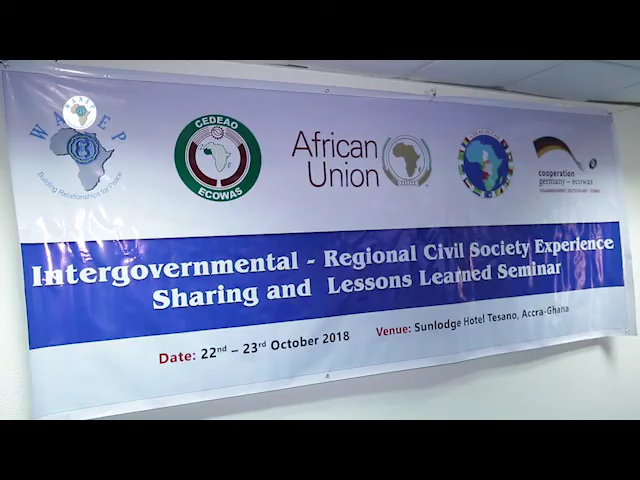 WANEP
Building Relationships for Peace
CEDEAO
ECOWAS
African
Union
cooperation
germany – ecowas
Intergovernmental - Regional Civil Society Experience
Sharing and Lessons Learned Seminar
Date: 22nd – 23rd October 2018
Venue: Sunlodge Hotel Tesano, Accra-Ghana